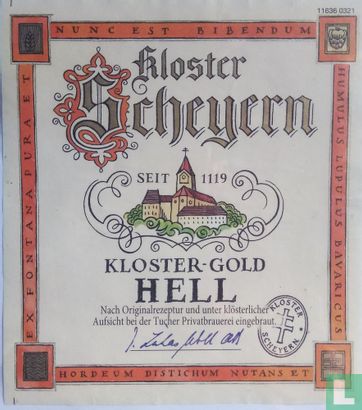 11636 0321
NUNC EST BIBENDUM
HUMULUS LUPULUS BAVARICUS
HORDEUM DISTICHUM NUTANS ET
EX FONTANA PURA ET
Kloster
Scheyern
SEIT 1119
KLOSTER-GOLD
HELL
Nach Originalrezeptur und unter klösterlicher
Aufsicht bei der Tucher Privatbrauerei eingebraut.
KLOSTER
SCHEYERN